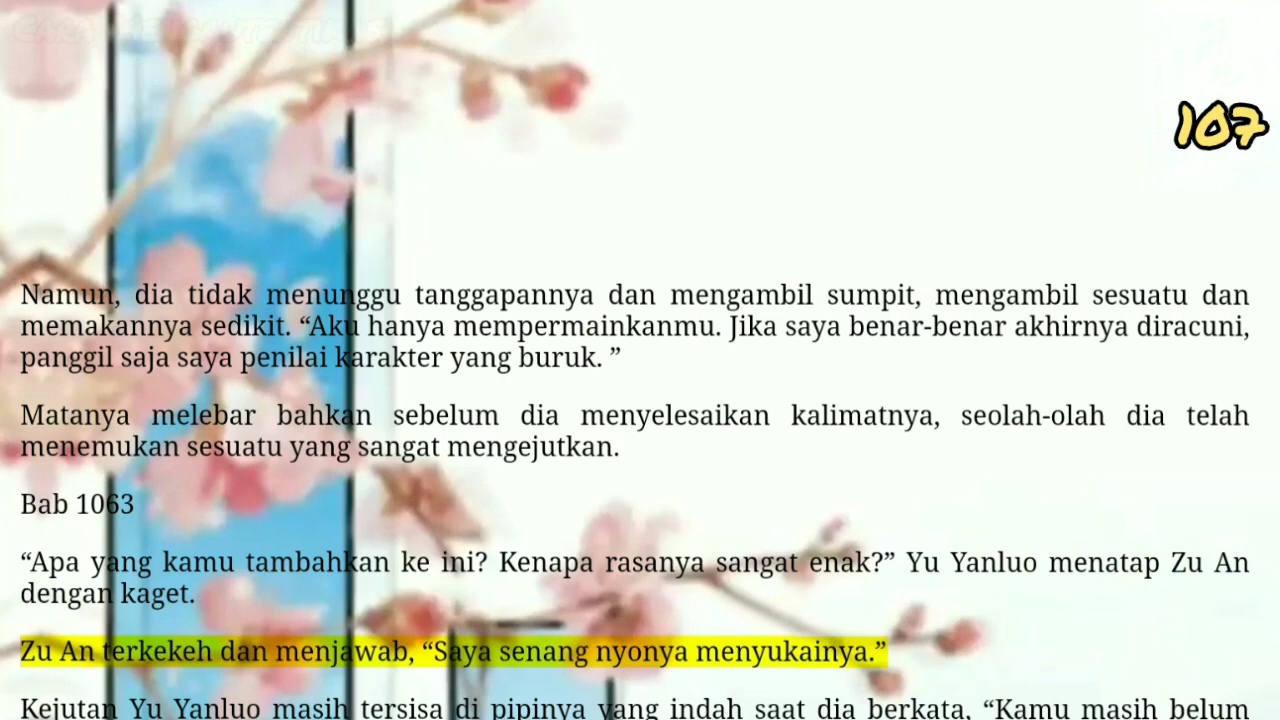 107
Namun, dia tidak menunggu tanggapannya dan mengambil sumpit, mengambil sesuatu dan
memakannya sedikit. “Aku hanya mempermainkanmu. Jika saya benar-benar akhirnya diracuni,
panggil saja saya penilai karakter yang buruk. ”
Matanya melebar bahkan sebelum dia menyelesaikan kalimatnya, seolah-olah dia telah
menemukan sesuatu yang sangat mengejutkan.
Bab 1063
“Apa yang kamu tambahkan ke ini? Kenapa rasanya sangat enak?” Yu Yanluo menatap Zu An
dengan kaget.
Zu An terkekeh dan menjawab, “Saya senang nyonya menyukainya.”
Kejutan Yu Yanluo masih tersisa di pipinya yang indah saat dia berkata, “Kamu masih belum